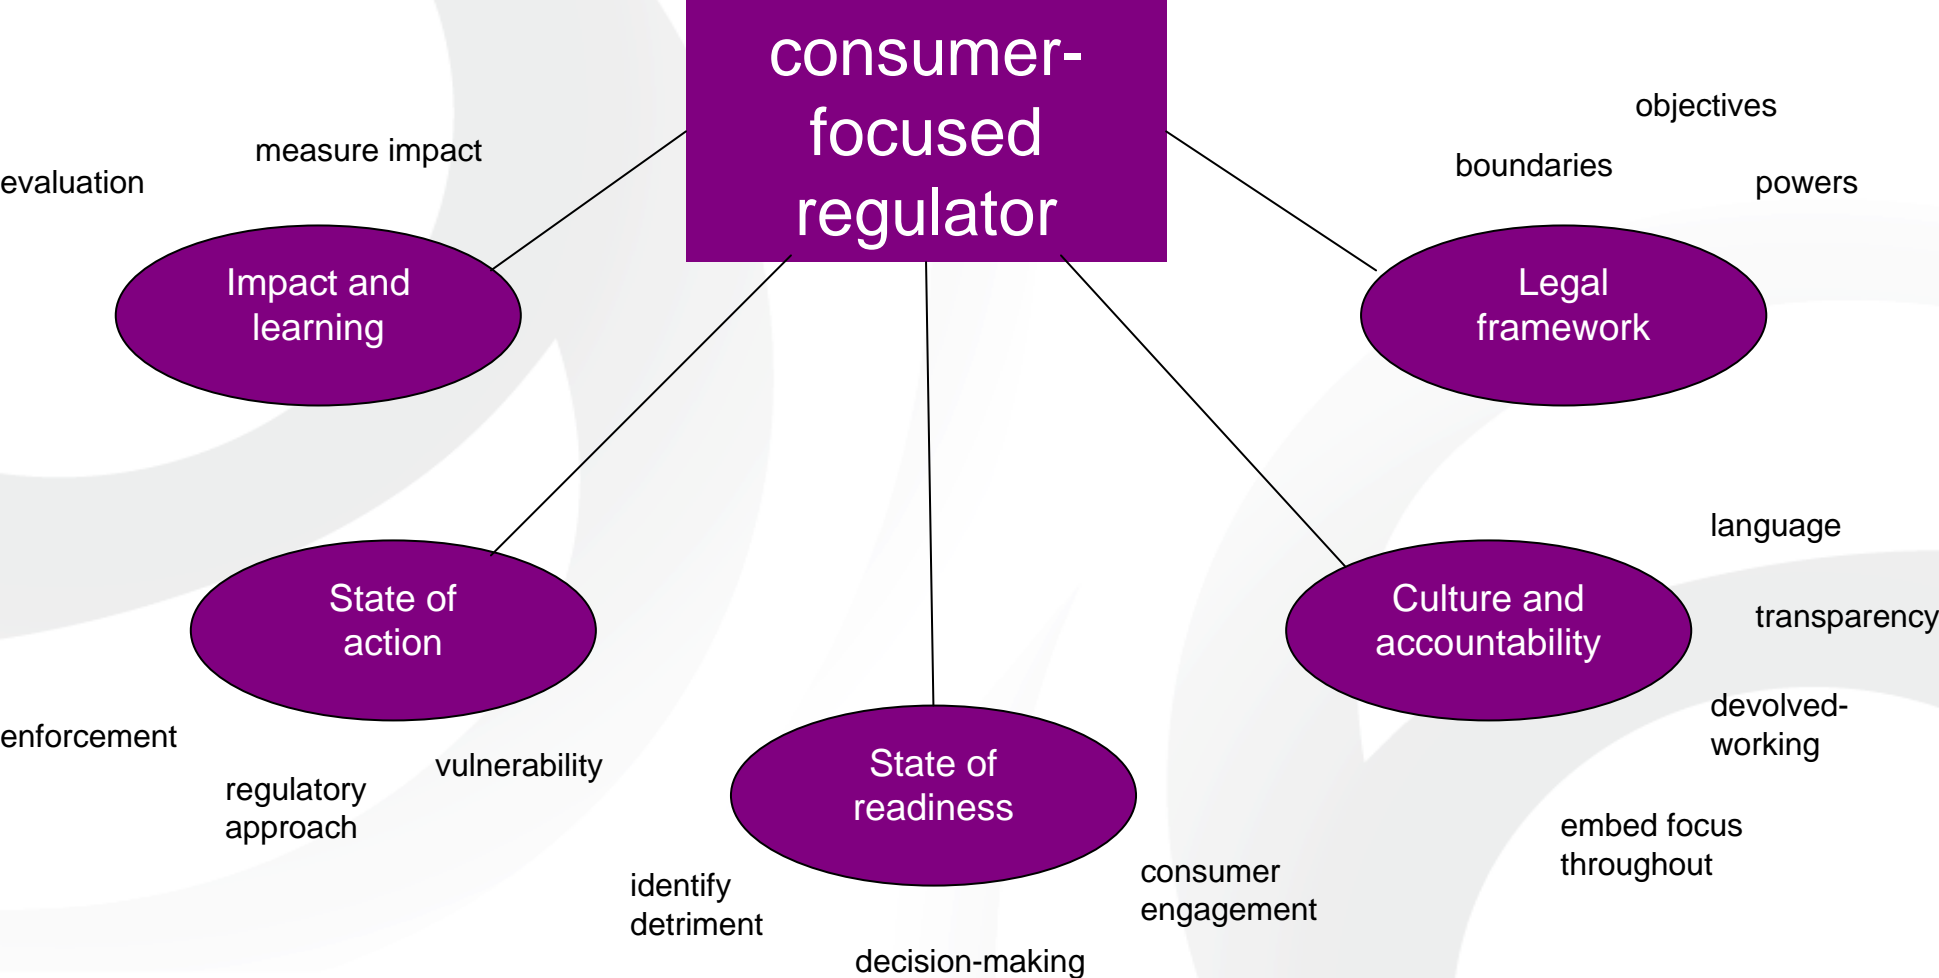 consumer-
focused
regulator
objectives
boundaries
powers
measure impact
evaluation
Impact and
learning
Legal
framework
language
transparency
devolved-
working
embed focus
throughout
Culture and
accountability
State of
action
enforcement
regulatory
approach
vulnerability
State of
readiness
identify
detriment
decision-making
consumer
engagement